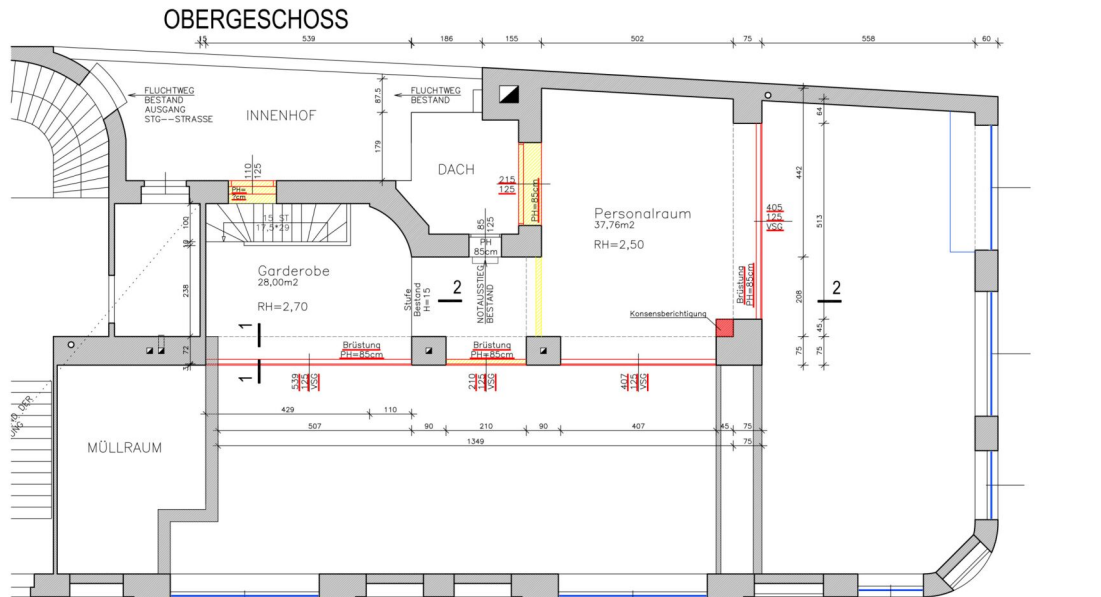 OBERGESCHOSS
15
539
186
155
502
75
558
60
FLUCHTWEG
BESTAND
AUSGANG
STG--STRASSE
INNENHOF
FLUCHTWEG
BESTAND
87.5
179
DACH
110
125
PH=
7cm
15 ST
17,5*29
100
10
238
72
3
Garderobe
28,00m2
RH=2,70
Stufe
Bestand
H=15
2
NOTAUSSTIEG
BESTAND
85
125
PH
85cm
215
125
PH=85cm
Personalraum
37,76m2
RH=2,50
Konsensberichtigung
Brüstung
PH=85cm
405
125
VSG
64
442
513
208
45
75
75
2
1
1
Brüstung
PH=85cm
Brüstung
PH=85cm
539
125
VSG
210
125
VSG
407
125
VSG
429
110
507
90
210
90
407
45
75
1349
75
MÜLLRAUM
DER